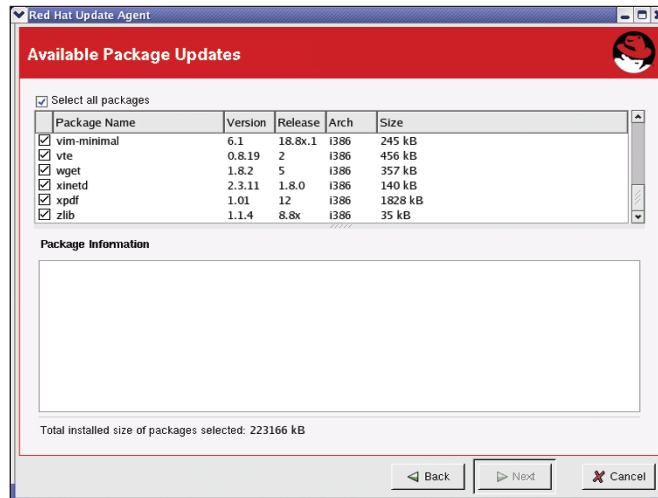 Red Hat Update Agent
Available Package Updates
Select all packages
Package Name Version Release Arch Size
vim-minimal 6.1 18.8x.1 i386 245 kB
vte 0.8.19 2 i386 456 kB
wget 1.8.2 5 i386 357 kB
xinetd 2.3.11 1.8.0 i386 140 kB
xpdf 1.01 12 i386 1828 kB
zlib 1.1.4 8.8x i386 35 kB
Package Information
Total installed size of packages selected: 223166 kB
Back Next Cancel